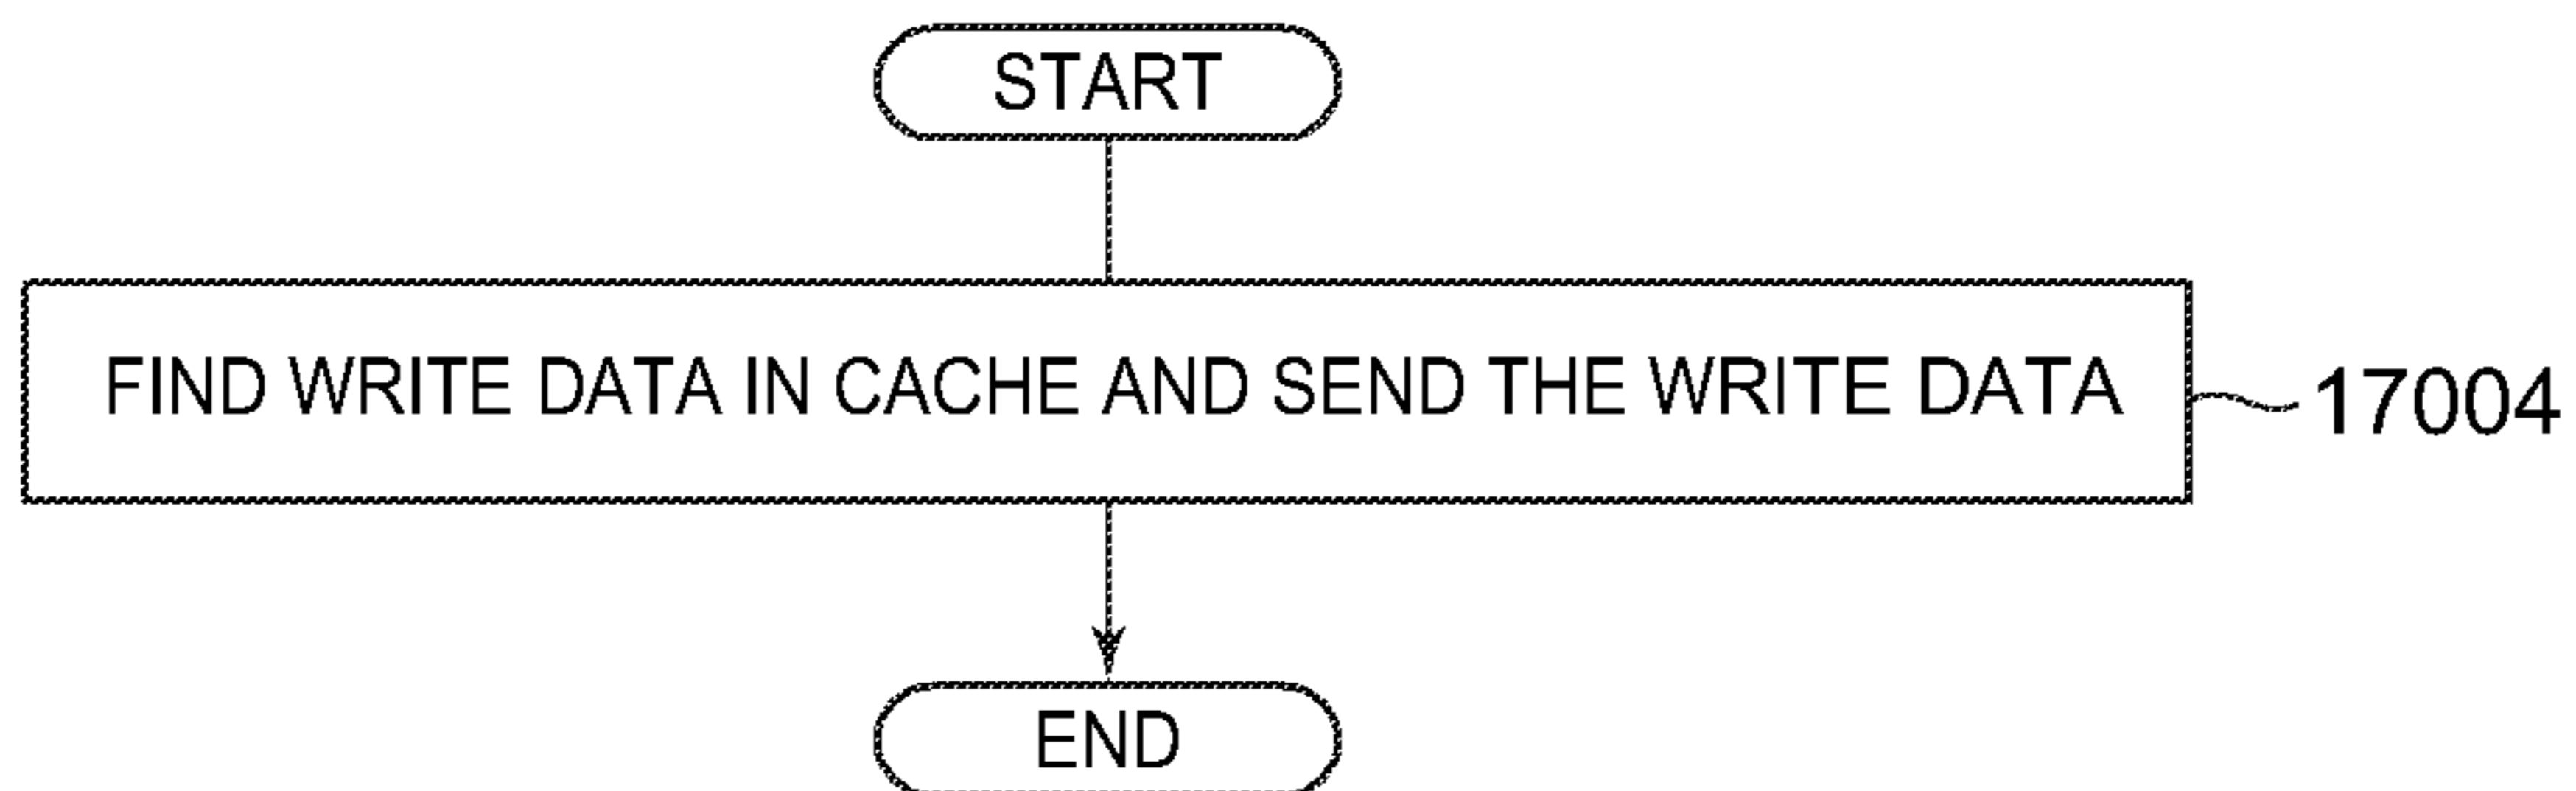 START
FIND WRITE DATA IN CACHE AND SEND THE WRITE DATA
17004
END